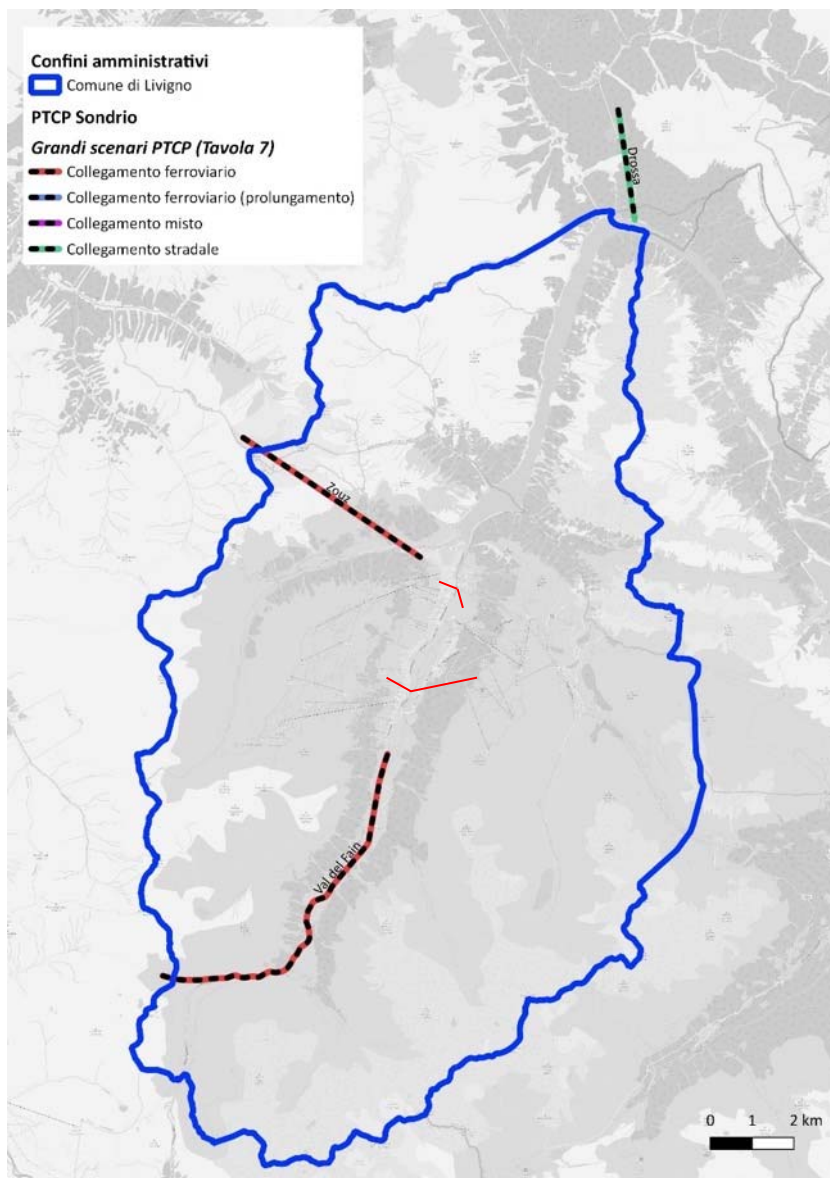 Confini amministrativi
Comune di Livigno
PTCP Sondrio
Grandi scenari PTCP (Tavola 7)
Collegamento ferroviario
Collegamento ferroviario (prolungamento)
Collegamento misto
Collegamento stradale
Drossa
Zouz
Val del Fain
0 1 2 km